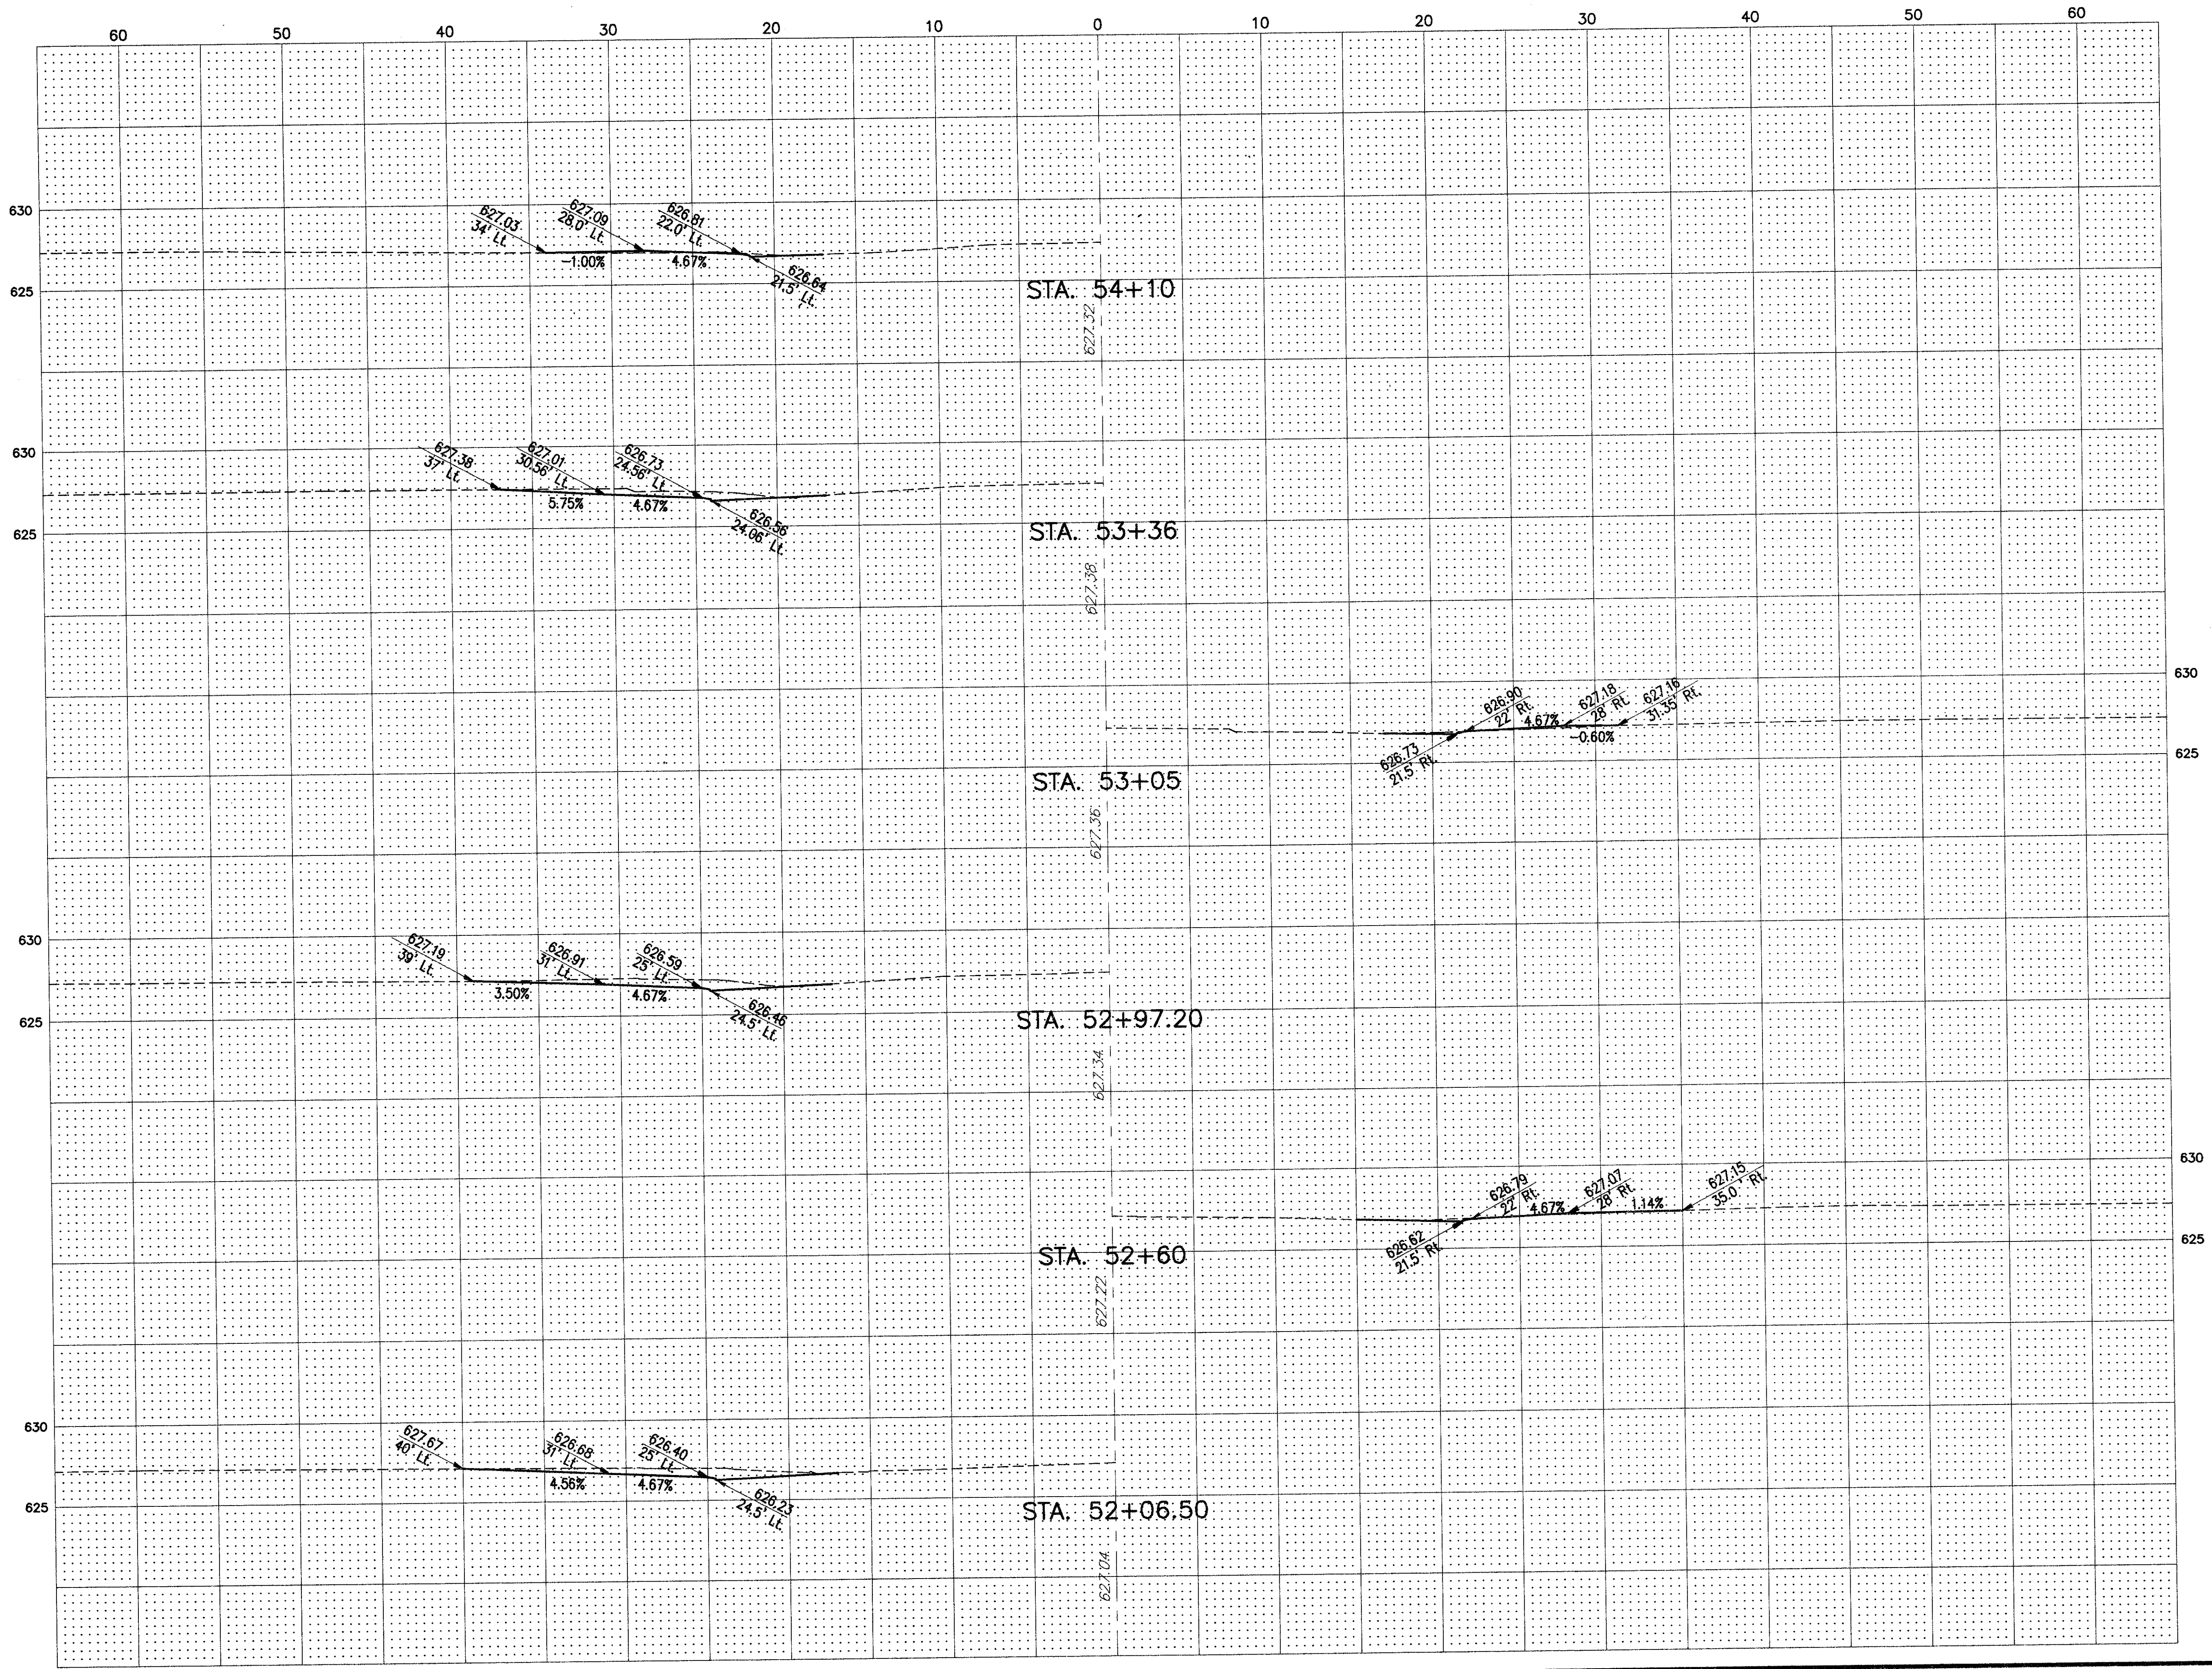 60 50 40 30 20 10 0 10 20 30 40 50 60
630
627.03
34' Lt.
627.09
28.0' Lt.
626.81
22.0' Lt.
-1.00%
4.67%
626.64
21.5' Lt.
625
STA. 54+10
627.32
630
627.38
37' Lt.
627.01
30.56' Lt.
626.73
24.56' Lt.
5.75%
4.67%
626.56
24.06' Lt.
625
STA. 53+36
627.38
630
626.90
22' Rt.
627.18
28' Rt.
627.16
31.35' Rt.
4.67%
-0.60%
626.73
21.5' Rt.
625
STA. 53+05
627.36
630
627.19
39' Lt.
626.91
31' Lt.
626.59
25' Lt.
3.50%
4.67%
626.46
24.5' Lt.
625
STA. 52+97.20
627.34
630
626.79
22' Rt.
627.07
28' Rt.
627.15
35.0' Rt.
4.67%
1.14%
626.62
21.5' Rt.
625
STA. 52+60
627.22
630
627.67
40' Lt.
626.68
31' Lt.
626.40
25' Lt.
4.56%
4.67%
626.23
24.5' Lt.
625
STA. 52+06.50
627.04